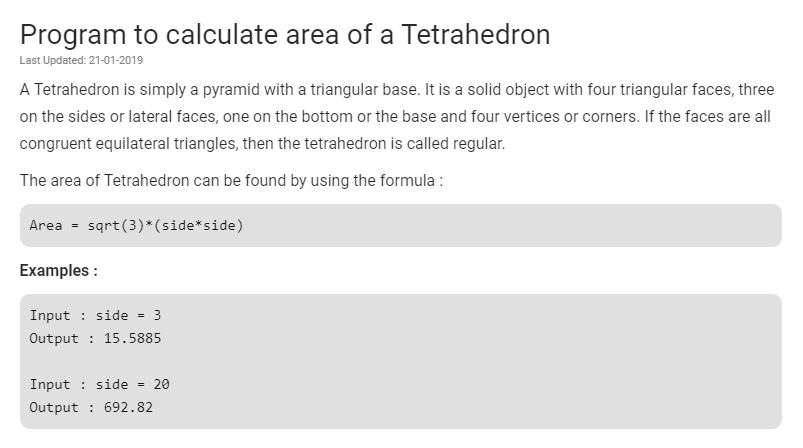 Program to calculate area of a Tetrahedron
Last Updated: 21-01-2019
A Tetrahedron is simply a pyramid with a triangular base. It is a solid object with four triangular faces, three
on the sides or lateral faces, one on the bottom or the base and four vertices or corners. If the faces are all
congruent equilateral triangles, then the tetrahedron is called regular.
The area of Tetrahedron can be found by using the formula :
Area = sqrt(3)*(side*side)
Examples :
Input : side = 3
Output : 15.5885
Input : side = 20
Output : 692.82